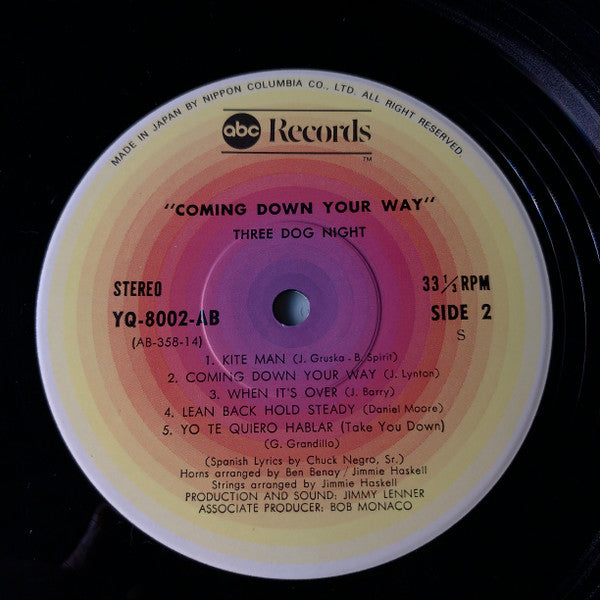 MADE IN JAPAN BY NIPPON COLUMBIA CO., LTD. ALL RIGHT RESERVED.
abc Records
TM
"COMING DOWN YOUR WAY"
THREE DOG NIGHT
STEREO 33 1/3 RPM
YQ-8002-AB SIDE 2
(AB-358-14) S
1. KITE MAN (J. Gruska - B. Spirit)
2. COMING DOWN YOUR WAY (J. Lynton)
3. WHEN IT'S OVER (J. Barry)
4. LEAN BACK HOLD STEADY (Daniel Moore)
5. YO TE QUIERO HABLAR (Take You Down)
(G. Grandillo)
(Spanish Lyrics by Chuck Negro, Sr.)
Horns arranged by Ben Benay / Jimmie Haskell
Strings arranged by Jimmie Haskell
PRODUCTION AND SOUND: JIMMY LENNER
ASSOCIATE PRODUCER: BOB MONACO